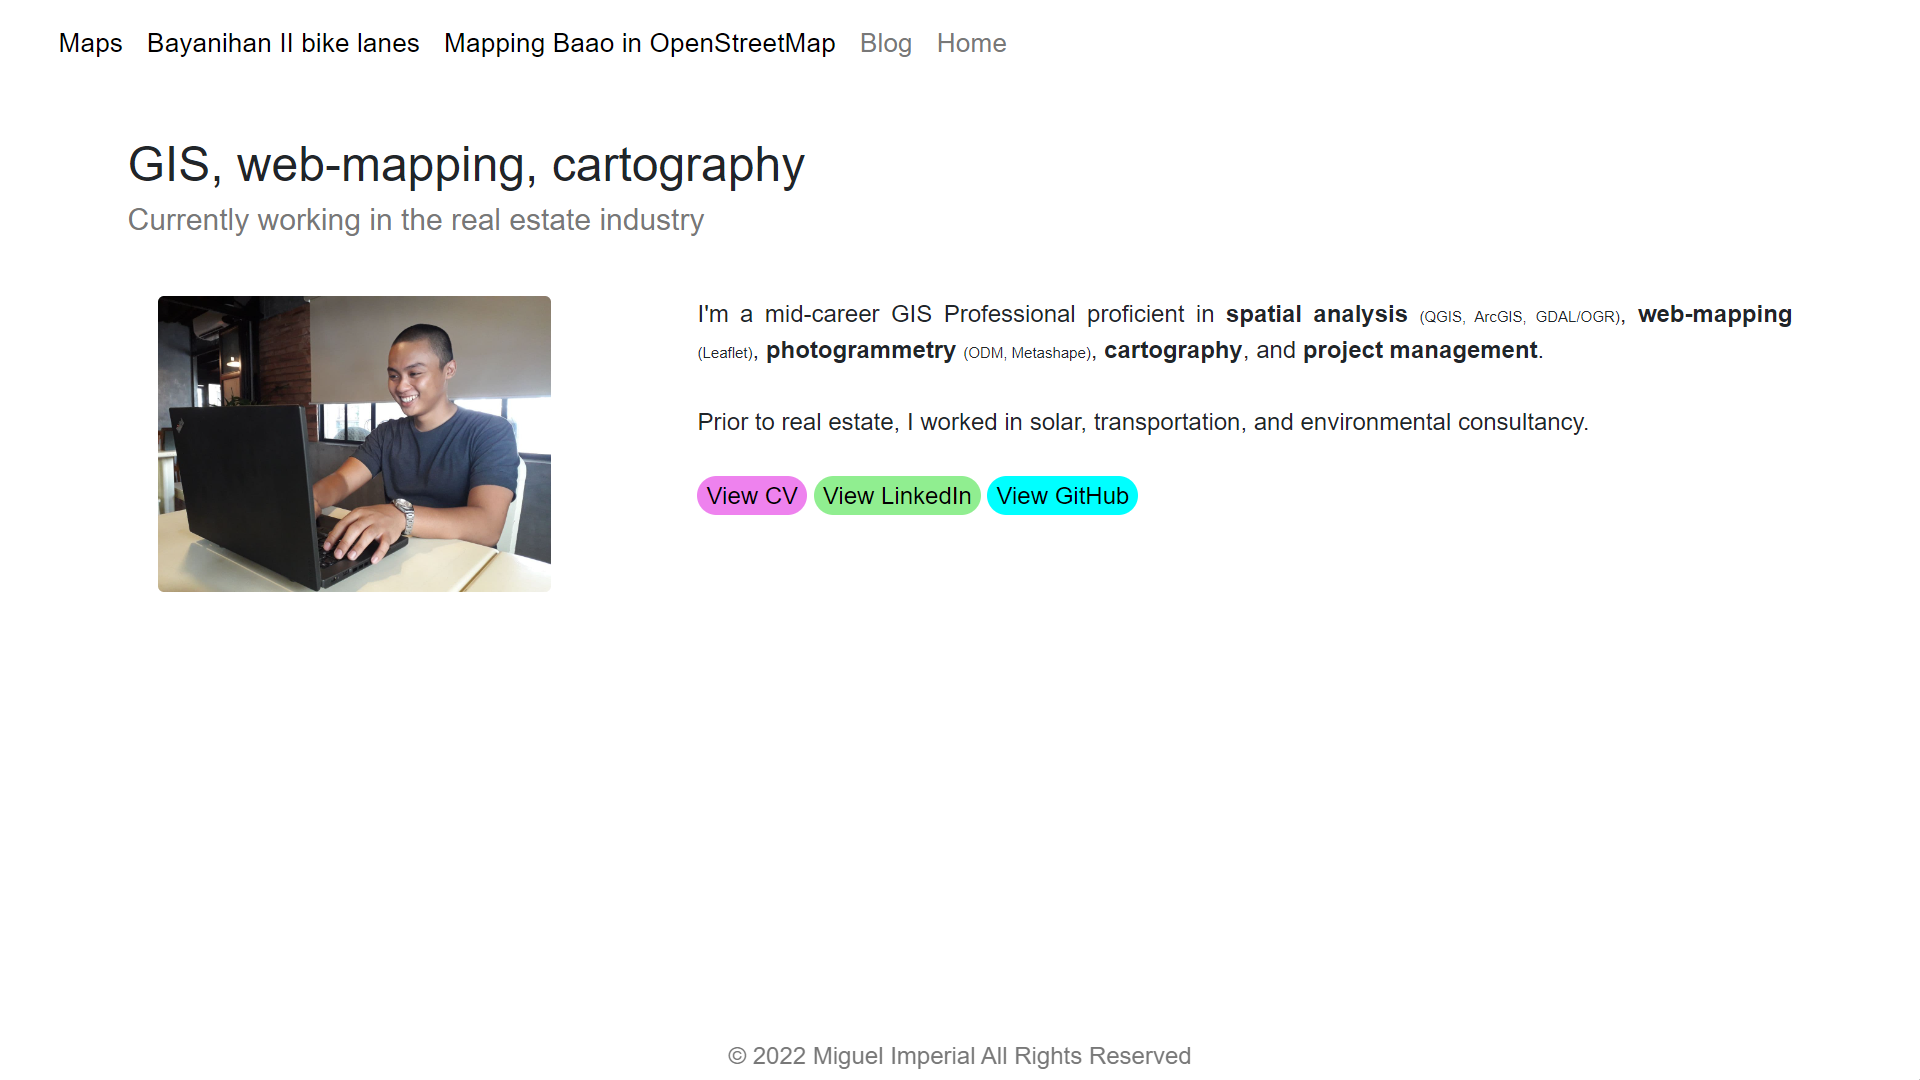 Maps Bayanihan II bike lanes Mapping Baao in OpenStreetMap Blog Home
GIS, web-mapping, cartography
Currently working in the real estate industry
I'm a mid-career GIS Professional proficient in spatial analysis (QGIS, ArcGIS, GDAL/OGR), web-mapping
(Leaflet), photogrammetry (ODM, Metashape), cartography, and project management.
Prior to real estate, I worked in solar, transportation, and environmental consultancy.
View CV View LinkedIn View GitHub
© 2022 Miguel Imperial All Rights Reserved